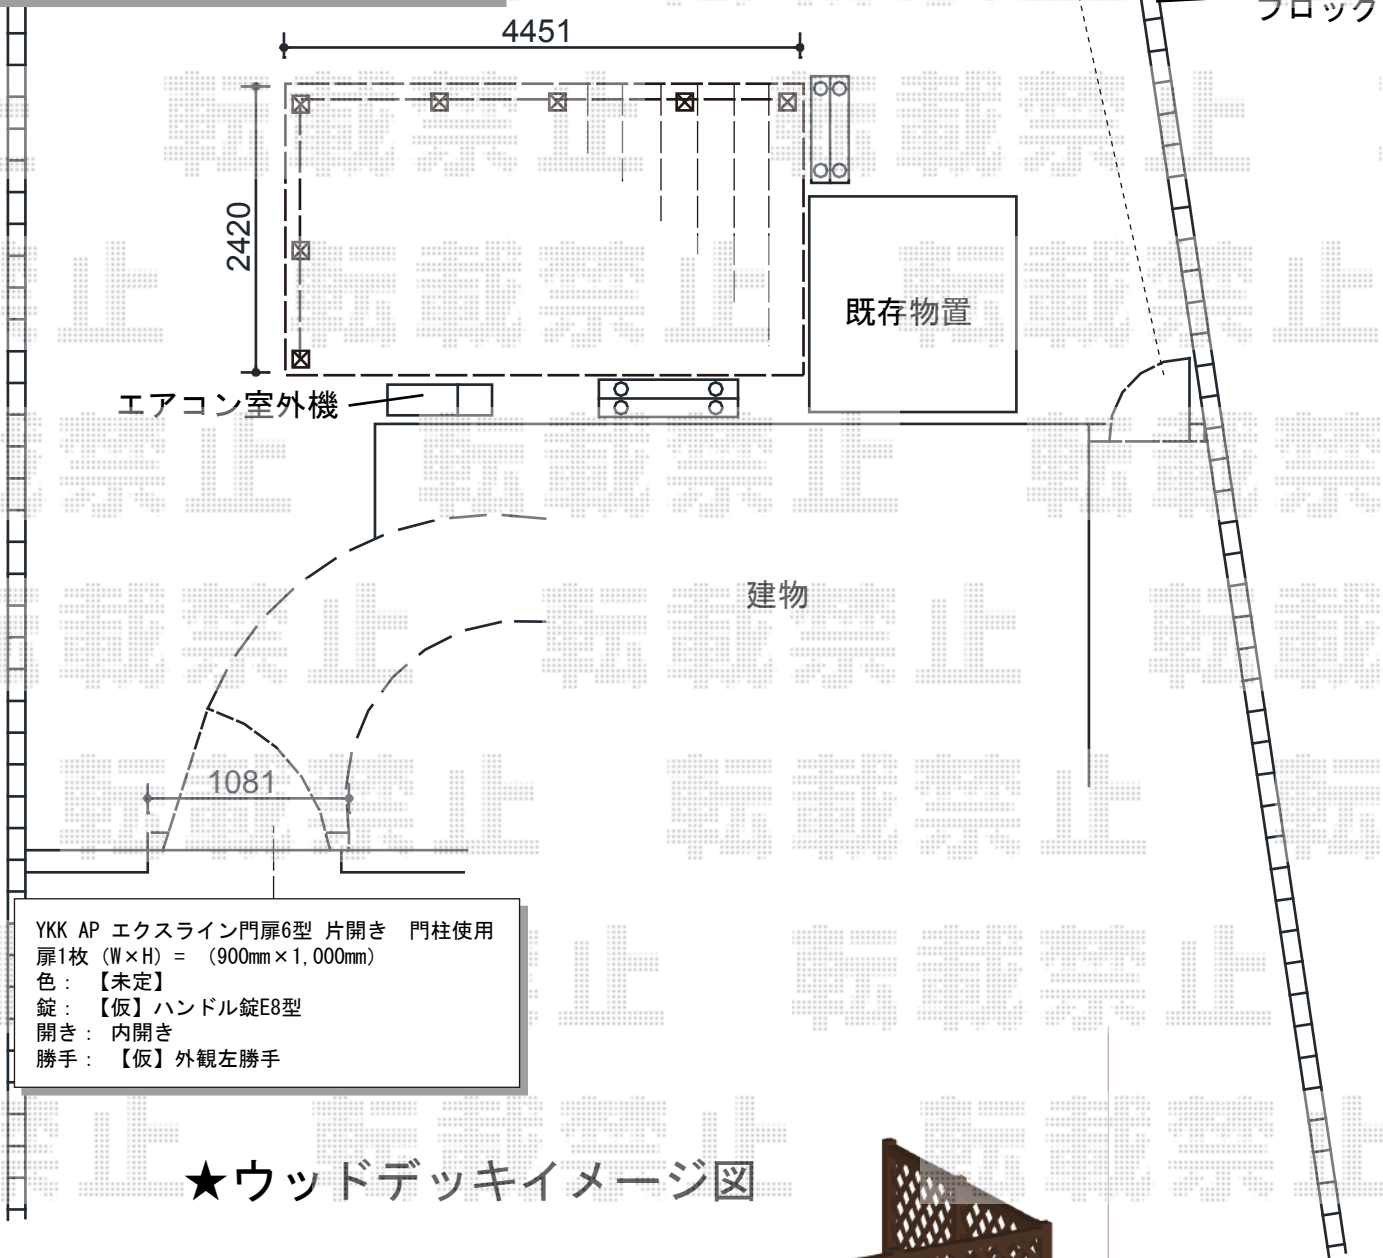 ブロック
4451
2420
既存物置
エアコン室外機
建物
1081
YKK AP エクスライン門扉6型 片開き 門柱使用
扉1枚 (W×H) = (900mm×1,000mm)
色: 【未定】
錠: 【仮】ハンドル錠E8型
開き: 内開き
勝手: 【仮】外観左勝手
★ウッドデッキイメージ図
転載禁止